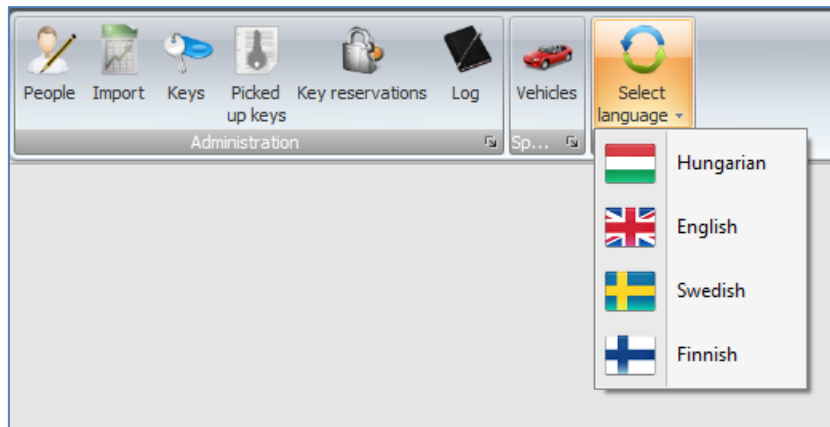 People
Import
Keys
Picked
up keys
Key reservations
Log
Vehicles
Select
language
Administration
Sp...
Hungarian
English
Swedish
Finnish